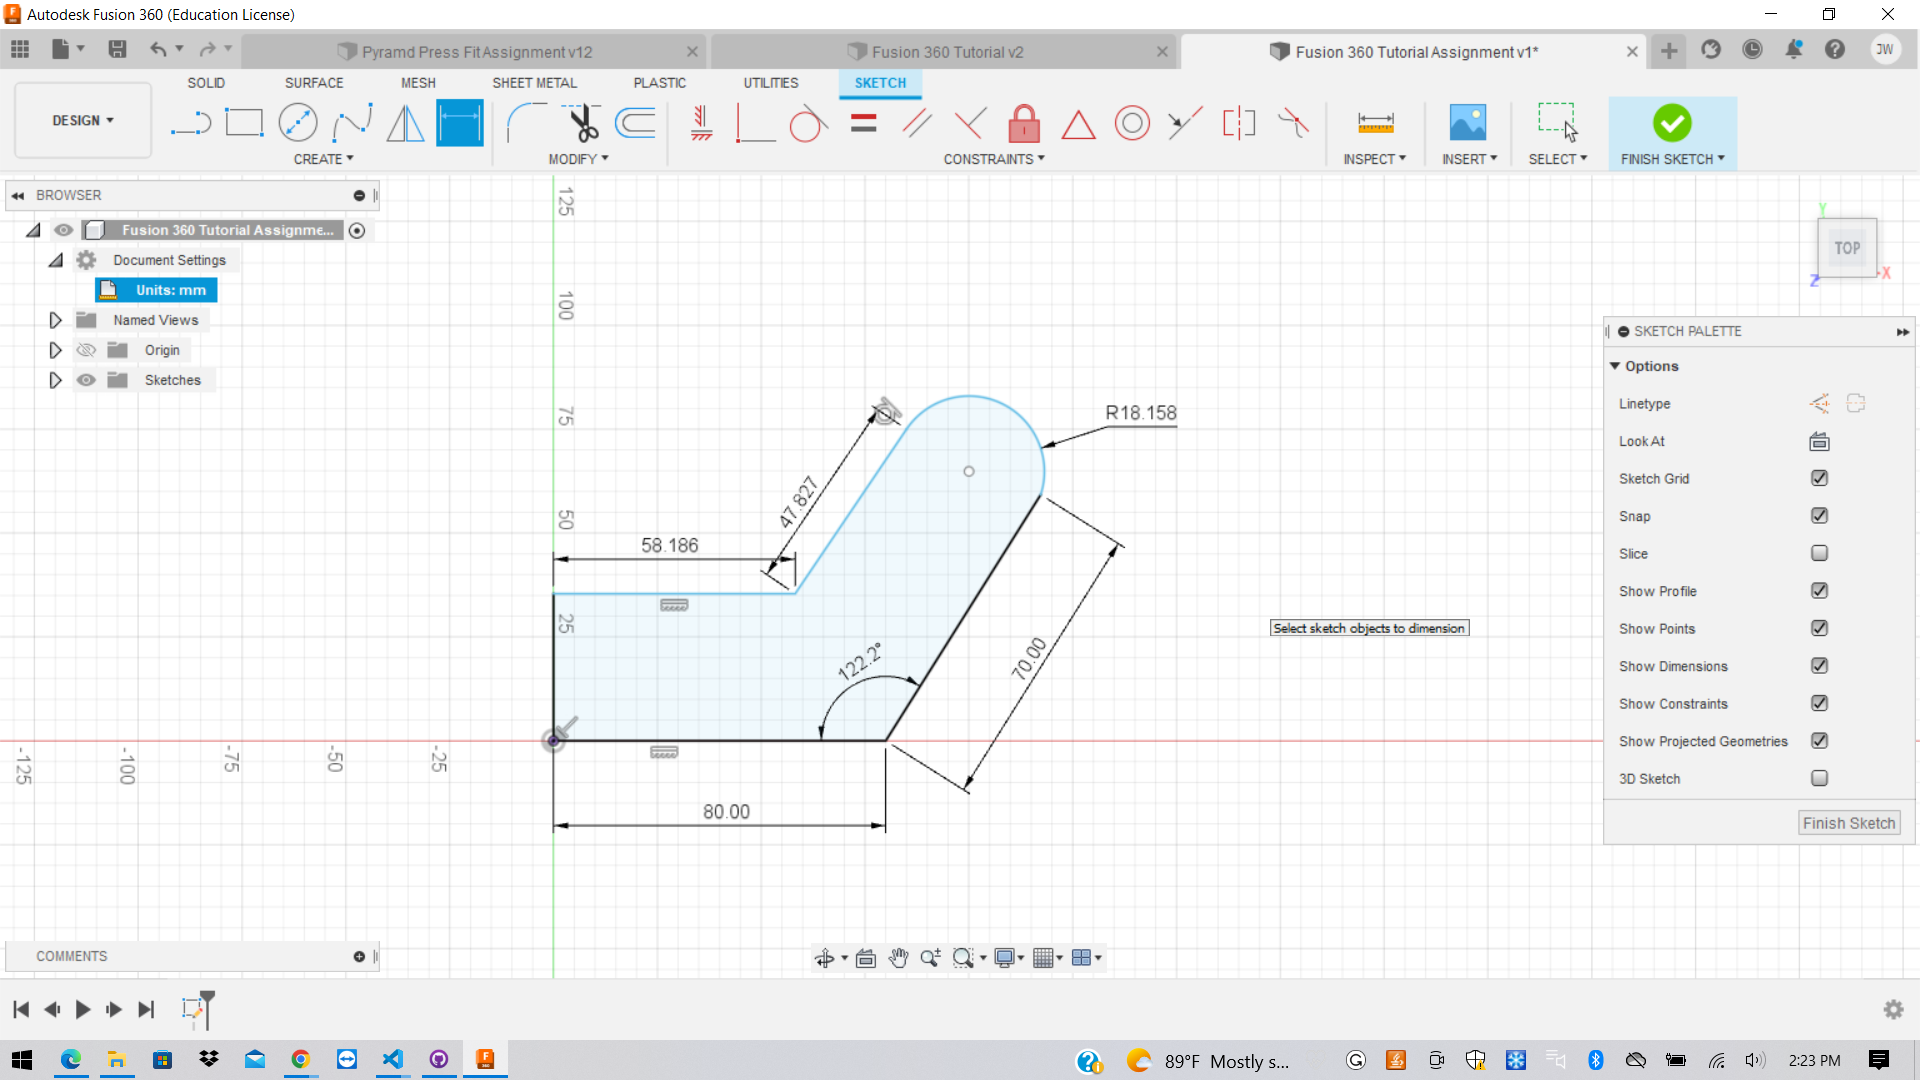 Autodesk Fusion 360 (Education License)
Pyramd Press Fit Assignment v12
Fusion 360 Tutorial v2
Fusion 360 Tutorial Assignment v1*
JW
DESIGN
SOLID
SURFACE
MESH
SHEET METAL
PLASTIC
UTILITIES
SKETCH
CREATE
MODIFY
CONSTRAINTS
INSPECT
INSERT
SELECT
FINISH SKETCH
BROWSER
Fusion 360 Tutorial Assignme...
Document Settings
Units: mm
Named Views
Origin
Sketches
125
100
75
50
25
-125
-100
-75
-50
-25
R18.158
47.827
58.186
122.2°
70.00
80.00
Select sketch objects to dimension
Y
TOP
X
Z
SKETCH PALETTE
Options
Linetype
Look At
Sketch Grid
Snap
Slice
Show Profile
Show Points
Show Dimensions
Show Constraints
Show Projected Geometries
3D Sketch
Finish Sketch
COMMENTS
89°F Mostly s...
2:23 PM